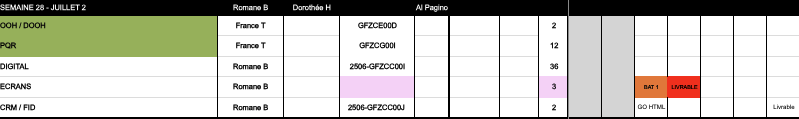 SEMAINE 28 - JUILLET 2 Romane B Dorothée H Al Pagino
OOH / DOOH France T GFZCE00D 2
PQR France T GFZCG00I 12
DIGITAL Romane B 2506-GFZCC00I 36
ECRANS Romane B 3 BAT 1 LIVRABLE
CRM / FID Romane B 2506-GFZCC00J 2 GO HTML Livrable